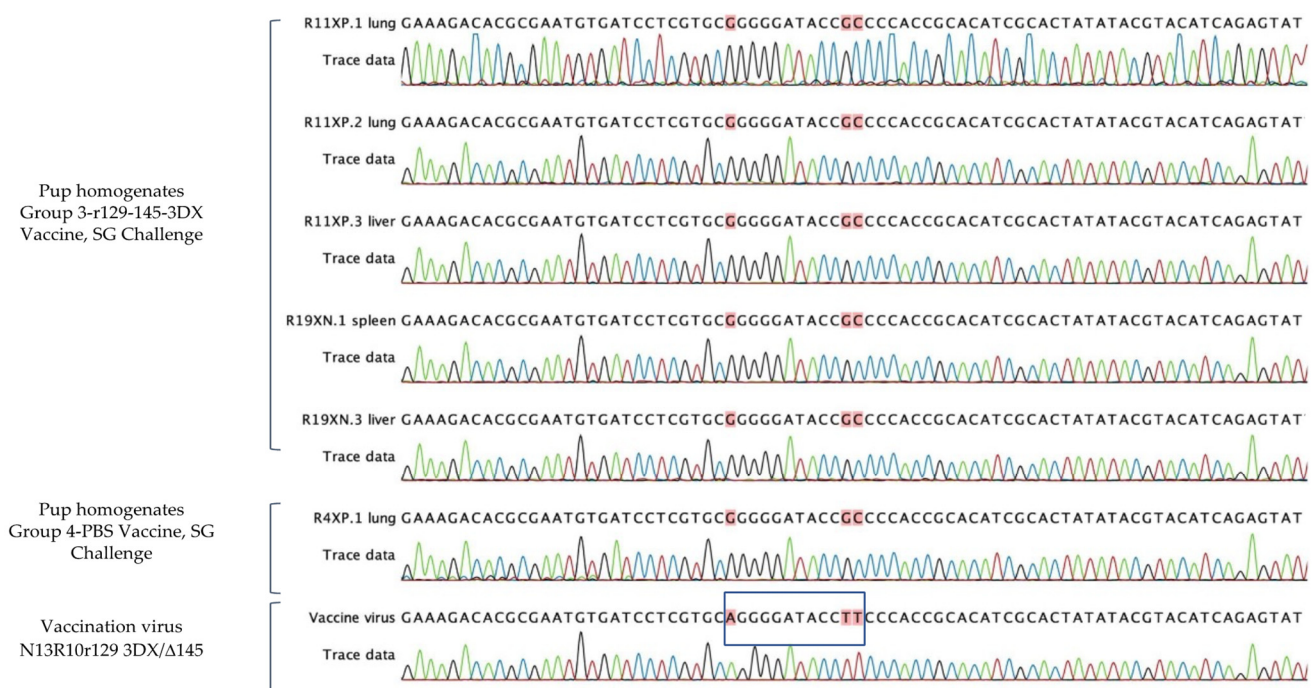 R11XP.1 lung GAAAGACACGCGAATGTGATCCTCGTGCGGGGGATACCGCCCCACCGCACATCGCACTATATACGTACATCAGAGTAT
Trace data
R11XP.2 lung GAAAGACACGCGAATGTGATCCTCGTGCGGGGGATACCGCCCCACCGCACATCGCACTATATACGTACATCAGAGTAT
Trace data
Pup homogenates
Group 3-r129-145-3DX
Vaccine, SG Challenge
R11XP.3 liver GAAAGACACGCGAATGTGATCCTCGTGCGGGGGATACCGCCCCACCGCACATCGCACTATATACGTACATCAGAGTAT
Trace data
R19XN.1 spleen GAAAGACACGCGAATGTGATCCTCGTGCGGGGGATACCGCCCCACCGCACATCGCACTATATACGTACATCAGAGTAT
Trace data
R19XN.3 liver GAAAGACACGCGAATGTGATCCTCGTGCGGGGGATACCGCCCCACCGCACATCGCACTATATACGTACATCAGAGTAT
Trace data
Pup homogenates
Group 4-PBS Vaccine, SG
Challenge
R4XP.1 lung GAAAGACACGCGAATGTGATCCTCGTGCGGGGGATACCGCCCCACCGCACATCGCACTATATACGTACATCAGAGTAT
Trace data
Vaccination virus
N13R10r129 3DX/Δ145
Vaccine virus GAAAGACACGCGAATGTGATCCTCGTGCAGGGGATACCTTCCCACCGCACATCGCACTATATACGTACATCAGAGTAT
Trace data